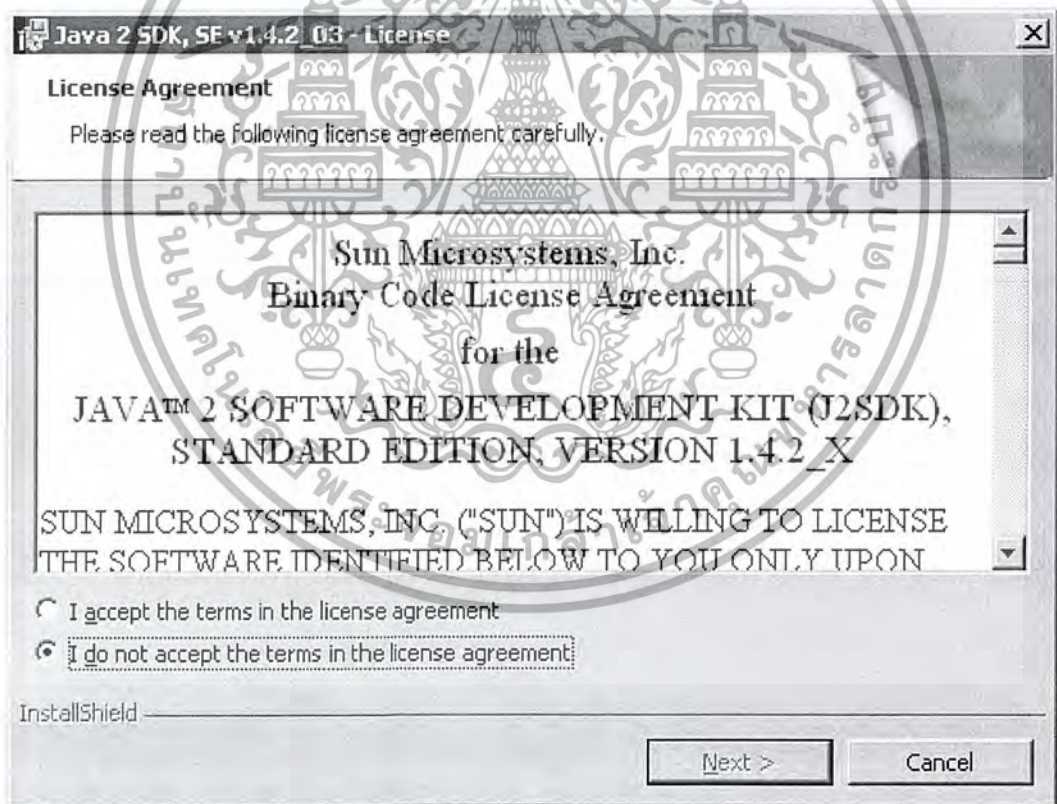 Java 2 SDK, SE v1.4.2_03 - License
License Agreement
Please read the following license agreement carefully.
Sun Microsystems, Inc.
Binary Code License Agreement
for the
JAVA™ 2 SOFTWARE DEVELOPMENT KIT (J2SDK),
STANDARD EDITION, VERSION 1.4.2_X
SUN MICROSYSTEMS, INC. ("SUN") IS WILLING TO LICENSE
THE SOFTWARE IDENTIFIED BELOW TO YOU ONLY UPON
I accept the terms in the license agreement
I do not accept the terms in the license agreement
InstallShield
Next >
Cancel